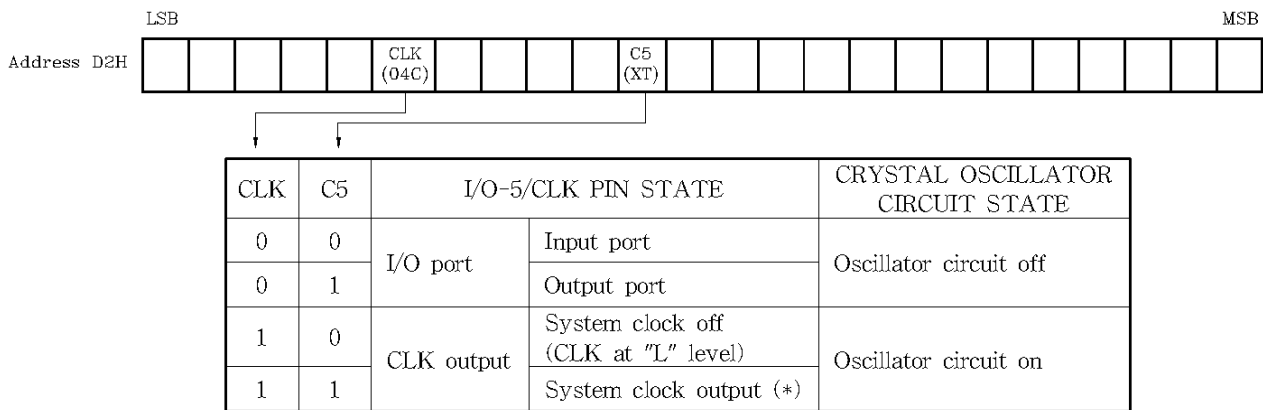 LSB MSB
Address D2H CLK C5
(04C) (XT)
CLK C5 I/O-5/CLK PIN STATE CRYSTAL OSCILLATOR
CIRCUIT STATE
0 0 I/O port Input port Oscillator circuit off
0 1 Output port
1 0 CLK output System clock off
(CLK at "L" level) Oscillator circuit on
1 1 System clock output (*)